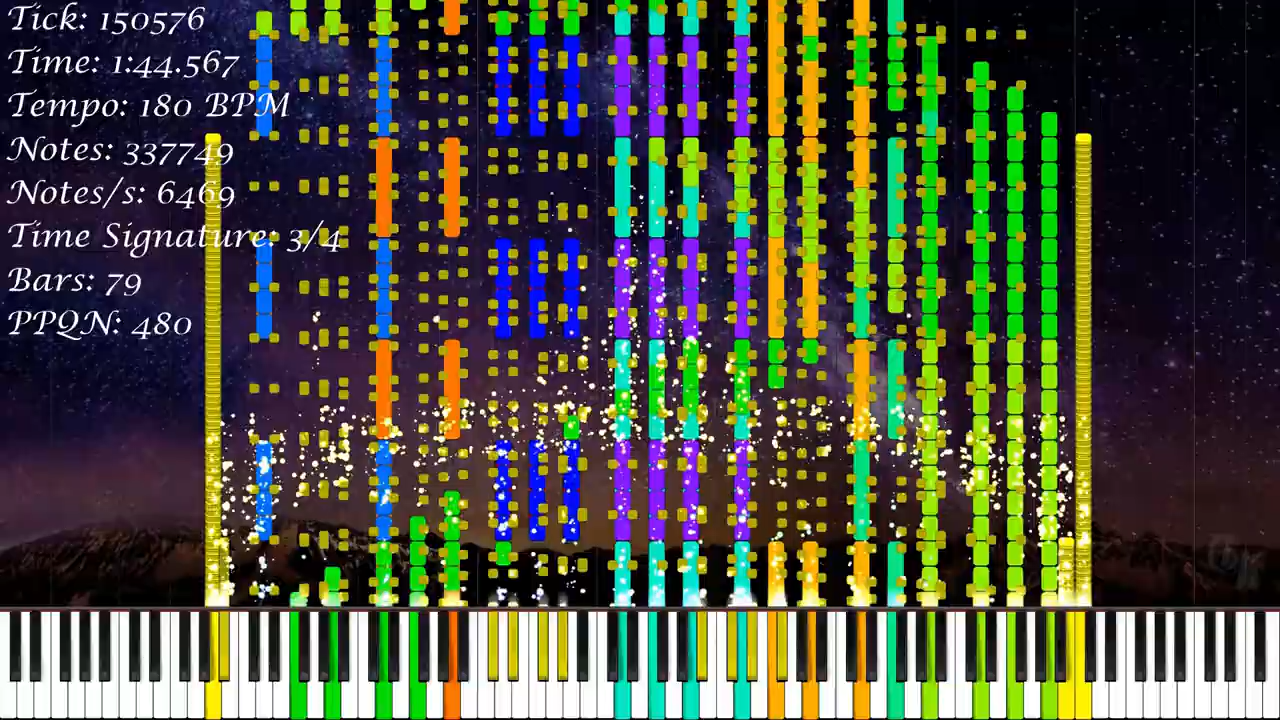 Tick: 150576
Time: 1:44.567
Tempo: 180 BPM
Notes: 337749
Notes/s: 6469
Time Signature: 3/4
Bars: 79
PPQN: 480